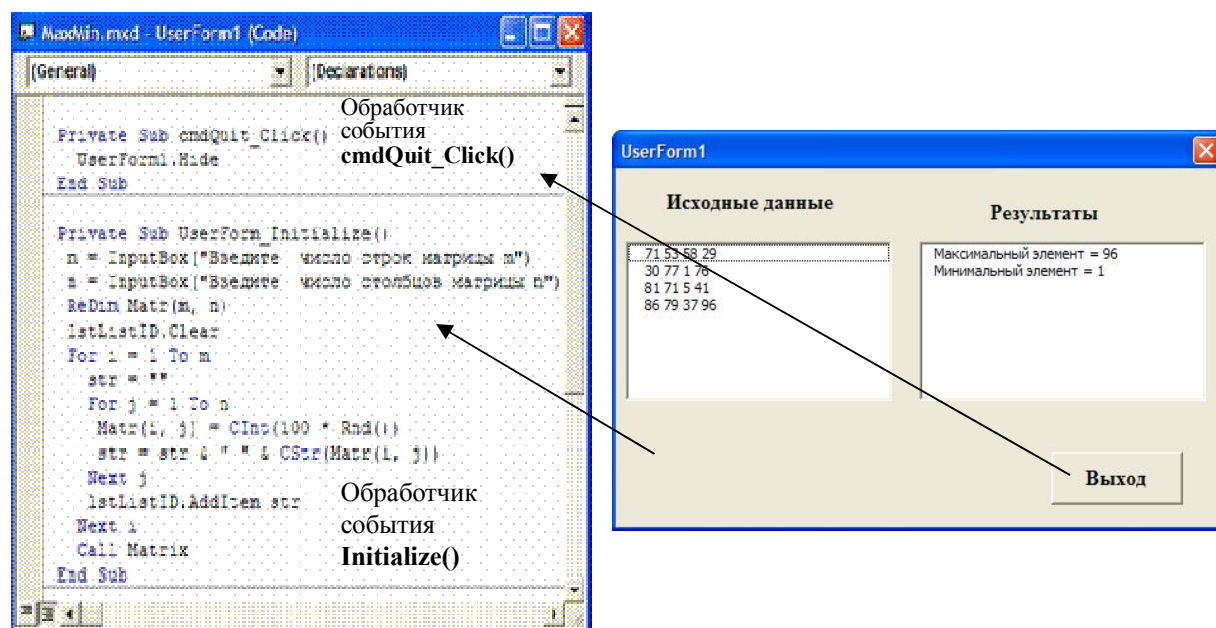 MaxMin.mxd - UserForm1 (Code)
(General)
(Declarations)
Обработчик
события
cmdQuit_Click()
Private Sub cmdQuit_Click()
UserForm1.Hide
End Sub
Private Sub UserForm_Initialize()
= InputBox("Введите число строк матрицы m")
n = InputBox("Введите число столбцов матрицы n")
ReDim Matr(m, n)
lstListID.Clear
For i = 1 To m
str = ""
For j = 1 To n
Matr(i, j) = CInt(100 * Rnd())
str = str & " " & CStr(Matr(i, j))
Next j
lstListID.AddItem str
Next i
Call Matrix
End Sub
Обработчик
события
Initialize()
UserForm1
Исходные данные
71 53 58 29
30 77 1 76
81 71 5 41
86 79 37 96
Результаты
Максимальный элемент = 96
Минимальный элемент = 1
Выход